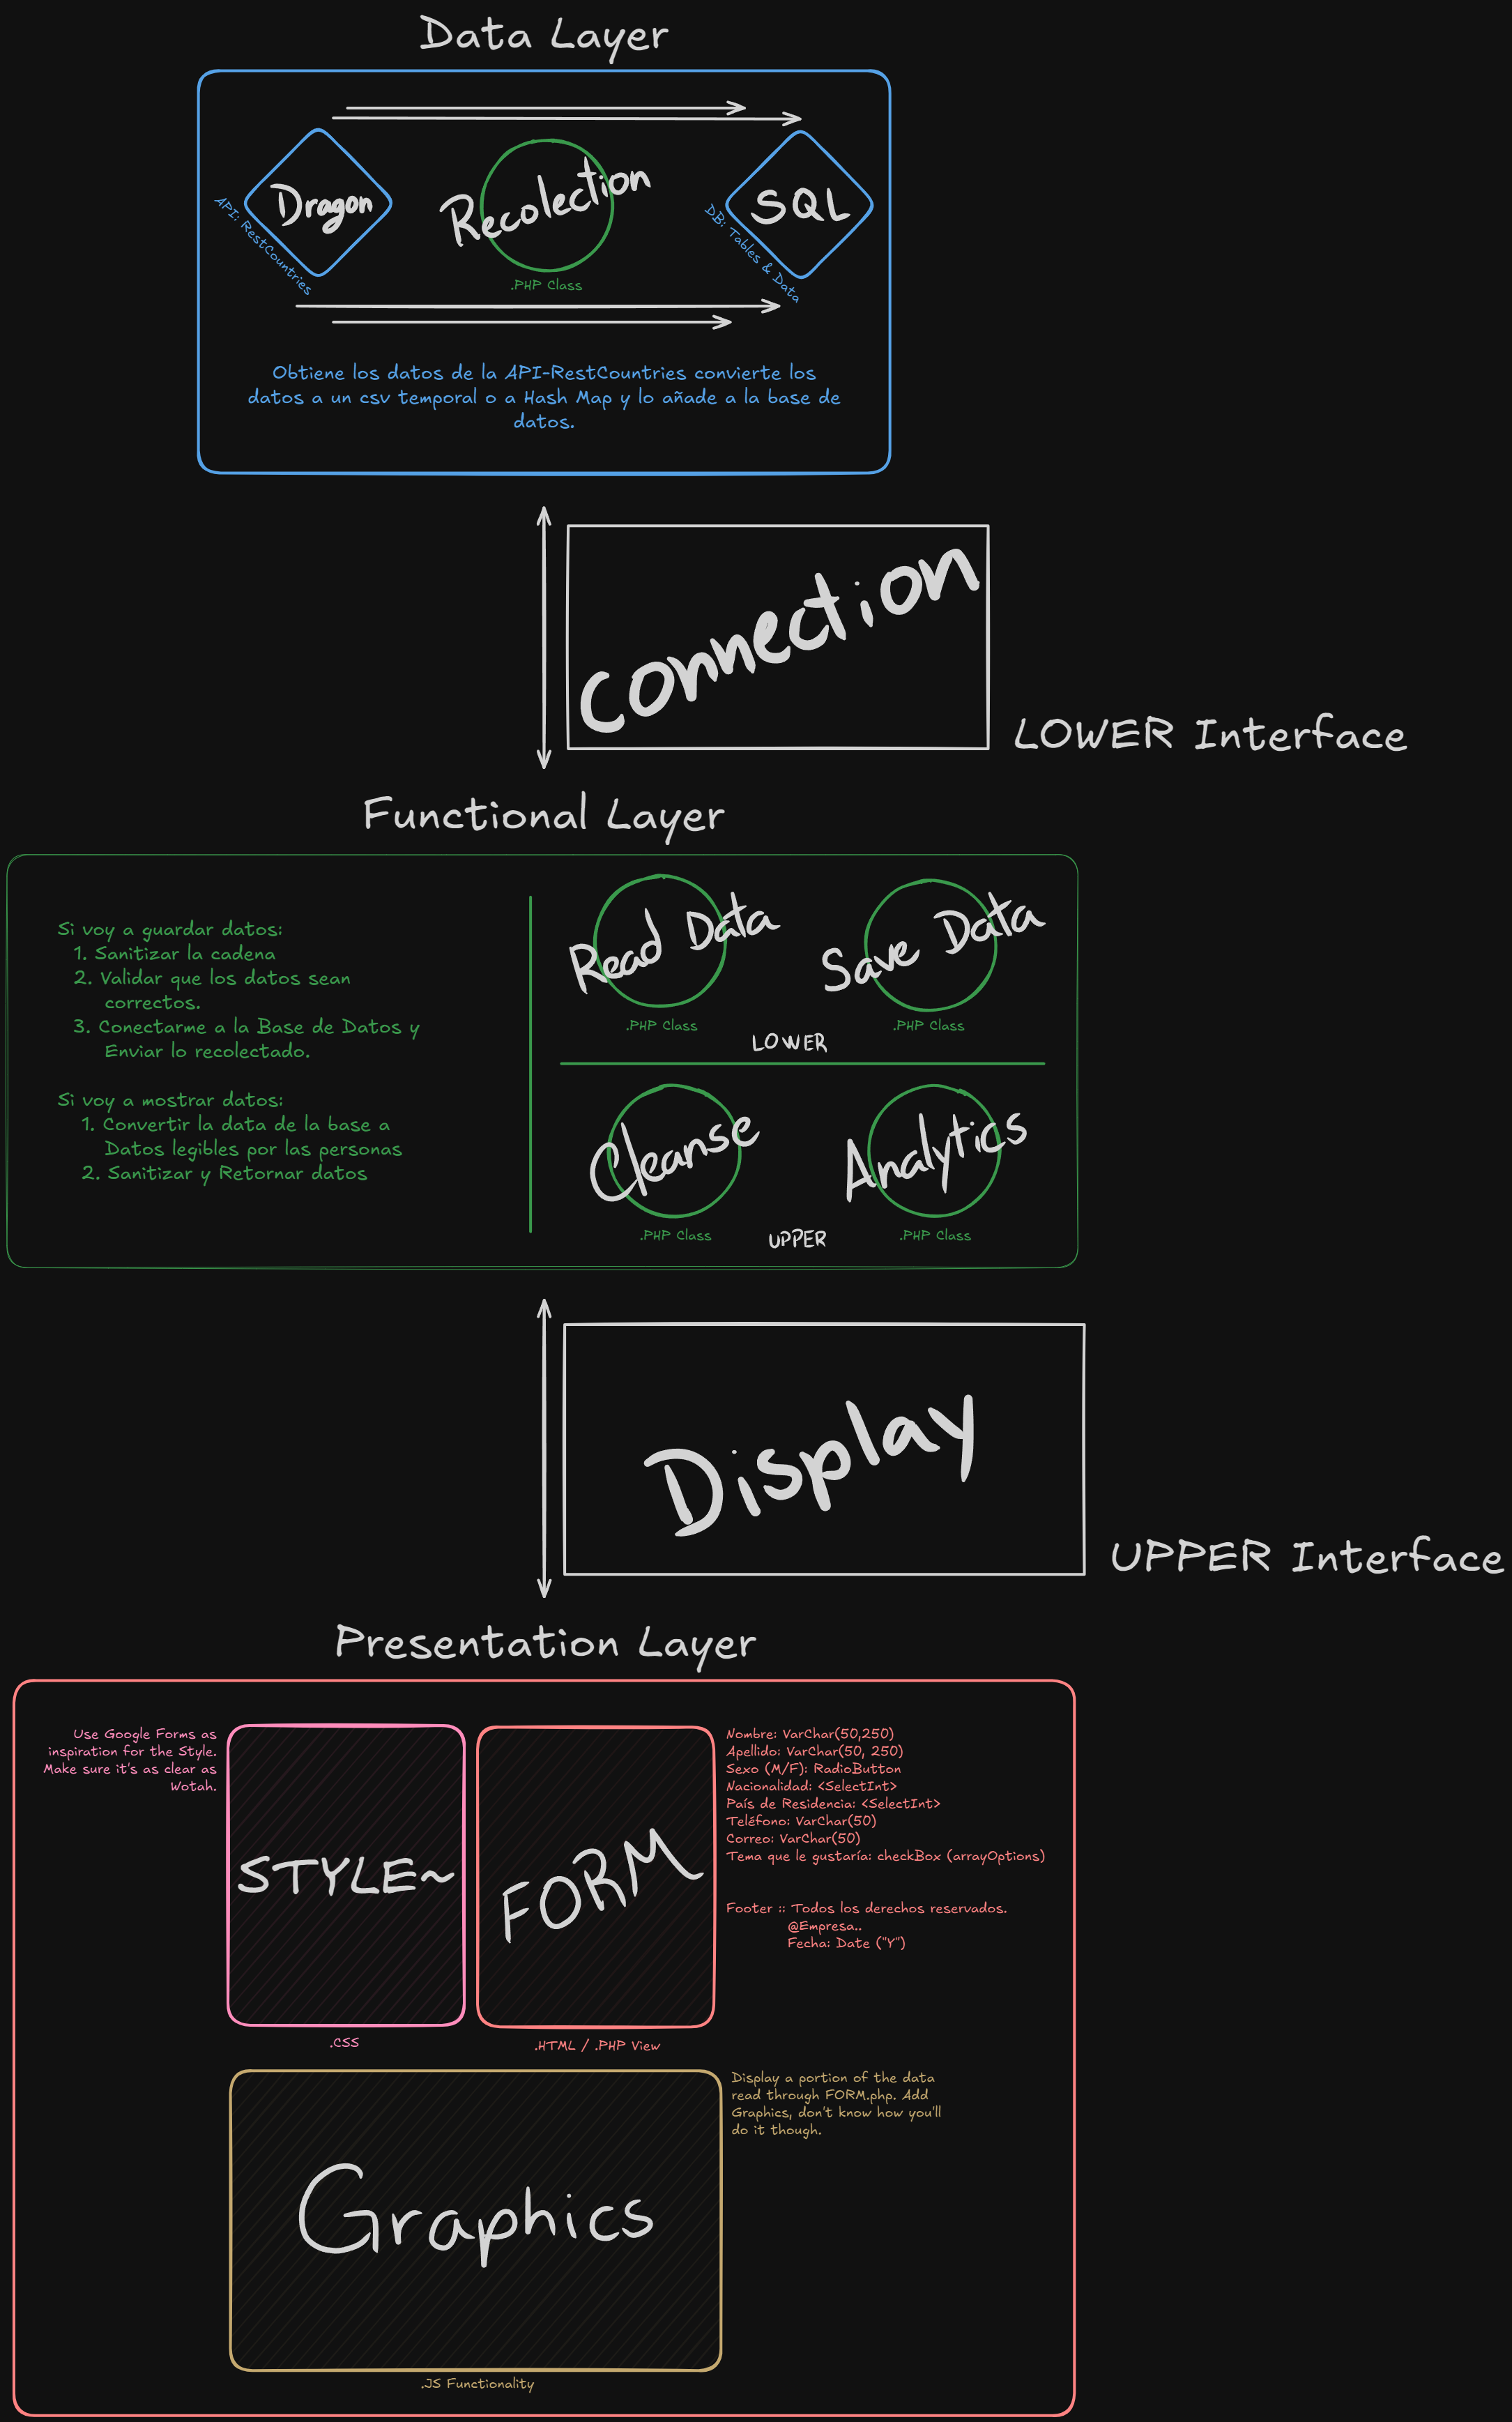 Data Layer
Dragon
API: RestCountries
Recolection
.PHP Class
SQL
DB: Tables & Data
Obtiene los datos de la API-RestCountries convierte los
datos a un csv temporal o a Hash Map y lo añade a la base de
datos.
Connection
LOWER Interface
Functional Layer
Si voy a guardar datos:
1. Sanitizar la cadena
2. Validar que los datos sean
correctos.
3. Conectarme a la Base de Datos y
Enviar lo recolectado.
Si voy a mostrar datos:
1. Convertir la data de la base a
Datos legibles por las personas
2. Sanitizar y Retornar datos
Read Data
.PHP Class
Save Data
.PHP Class
LOWER
Cleanse
.PHP Class
Analytics
.PHP Class
UPPER
Display
UPPER Interface
Presentation Layer
Use Google Forms as
inspiration for the Style.
Make sure it's as clear as
Wotah.
STYLE~
.CSS
FORM
.HTML / .PHP View
Nombre: VarChar(50,250)
Apellido: VarChar(50, 250)
Sexo (M/F): RadioButton
Nacionalidad: <SelectInt>
País de Residencia: <SelectInt>
Teléfono: VarChar(50)
Correo: VarChar(50)
Tema que le gustaría: checkBox (arrayOptions)
Footer :: Todos los derechos reservados.
@Empresa..
Fecha: Date ("Y")
Graphics
.JS Functionality
Display a portion of the data
read through FORM.php. Add
Graphics, don't know how you'll
do it though.